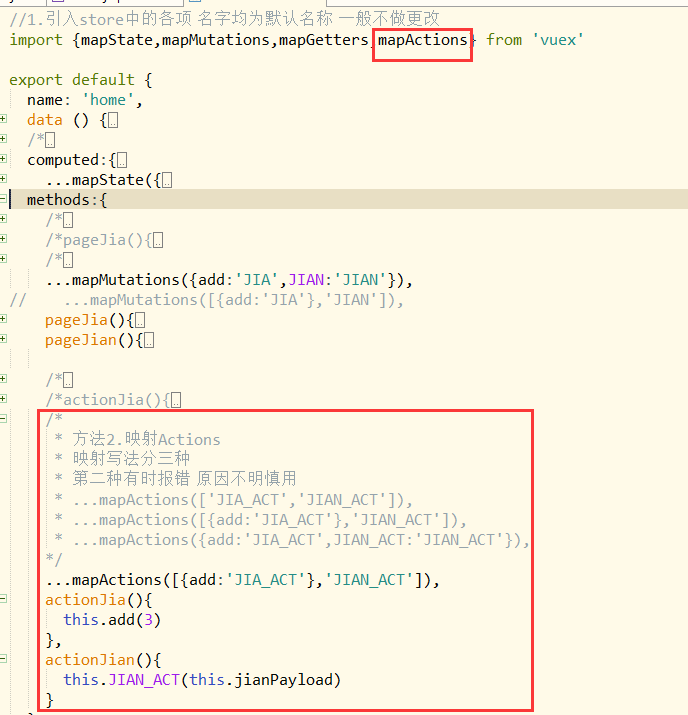 //1.引入store中的各项 名字均为默认名称 一般不做更改
import {mapState,mapMutations,mapGetters,mapActions} from 'vuex'
export default {
name: 'home',
data () {
/*
computed:{
...mapState({
methods:{
/*
/*pageJia(){
/*
...mapMutations({add:'JIA',JIAN:'JIAN'}),
// ...mapMutations([{add:'JIA'},'JIAN']),
pageJia(){
pageJian(){
/*
/*actionJia(){
/*
* 方法2.映射Actions
* 映射写法分三种
* 第二种有时报错 原因不明慎用
* ...mapActions(['JIA_ACT','JIAN_ACT']),
* ...mapActions([{add:'JIA_ACT'},'JIAN_ACT']),
* ...mapActions({add:'JIA_ACT',JIAN_ACT:'JIAN_ACT'}),
*/
...mapActions([{add:'JIA_ACT'},'JIAN_ACT']),
actionJia(){
this.add(3)
},
actionJian(){
this.JIAN_ACT(this.jianPayload)
}